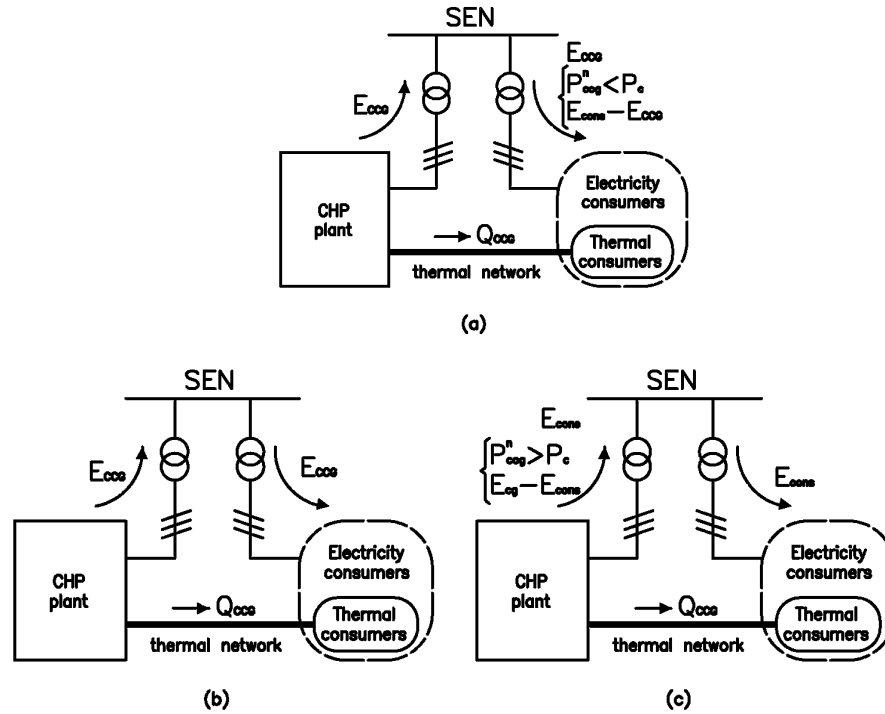 SEN
E_CCG
P^n_ccg<P_c
E_cons-E_CCG
E_CCG
CHP
plant
Electricity
consumers
Q_CCG
Thermal
consumers
thermal network
(a)
SEN
E_CCG
E_CCG
CHP
plant
Electricity
consumers
Q_CCG
Thermal
consumers
thermal network
(b)
SEN
E_cons
P^n_ccg>P_c
E_cg-E_cons
E_cons
CHP
plant
Electricity
consumers
Q_CCG
Thermal
consumers
thermal network
(c)